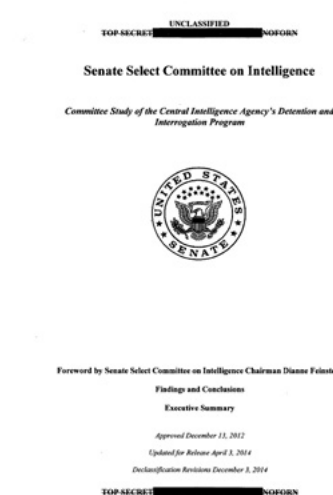 UNCLASSIFIED
TOP SECRET NOFORN
Senate Select Committee on Intelligence
Committee Study of the Central Intelligence Agency's Detention and
Interrogation Program
UNITED STATES SENATE
Foreword by Senate Select Committee on Intelligence Chairman Dianne Feinste
Findings and Conclusions
Executive Summary
Approved December 13, 2012
Updated for Release April 3, 2014
Declassification Revisions December 3, 2014
TOP SECRET NOFORN